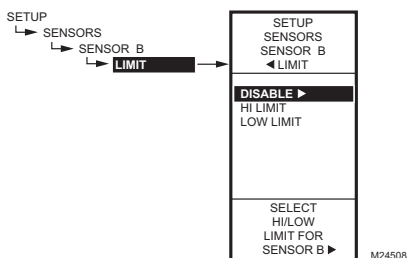 SETUP
SENSORS
SENSOR B
LIMIT
SETUP
SENSORS
SENSOR B
◄ LIMIT
DISABLE ►
HI LIMIT
LOW LIMIT
SELECT
HI/LOW
LIMIT FOR
SENSOR B ►
M24508